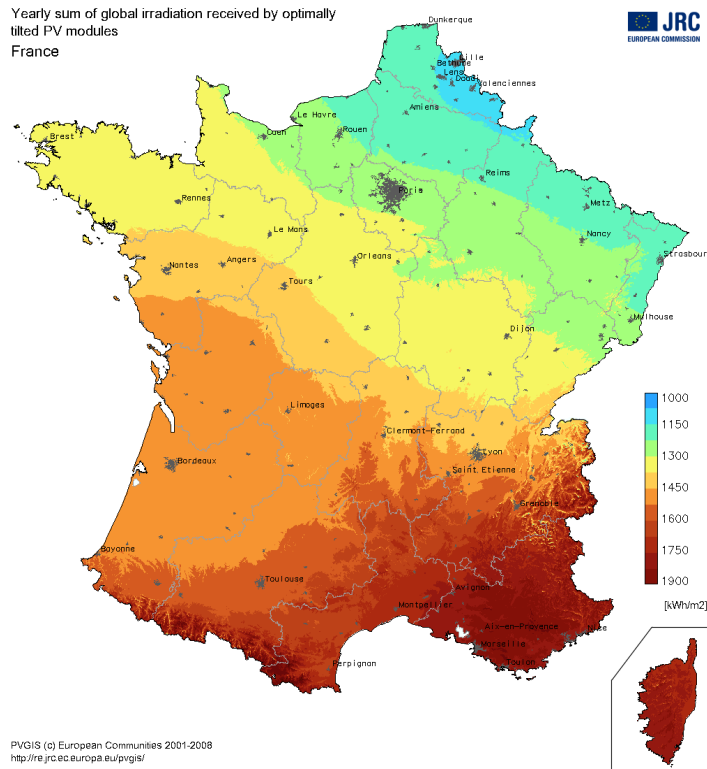 Yearly sum of global irradiation received by optimally
tilted PV modules
France
JRC
EUROPEAN COMMISSION
Dunkerque
Lille
Bethune
Lens
Douai
Valenciennes
Amiens
Le Havre
Rouen
Caen
Reims
Paris
Metz
Nancy
Strasbour
Brest
Rennes
Le Mans
Orleans
Angers
Nantes
Tours
Mulhouse
Dijon
Limoges
Clermont-Ferrand
Lyon
Saint Etienne
Bordeaux
Grenoble
Bayonne
Toulouse
Avignon
Montpellier
Aix-en-Provence
Nice
Marseille
Toulon
Perpignan
1000
1150
1300
1450
1600
1750
1900
[kWh/m2]
PVGIS (c) European Communities 2001-2008
http://re.jrc.ec.europa.eu/pvgis/